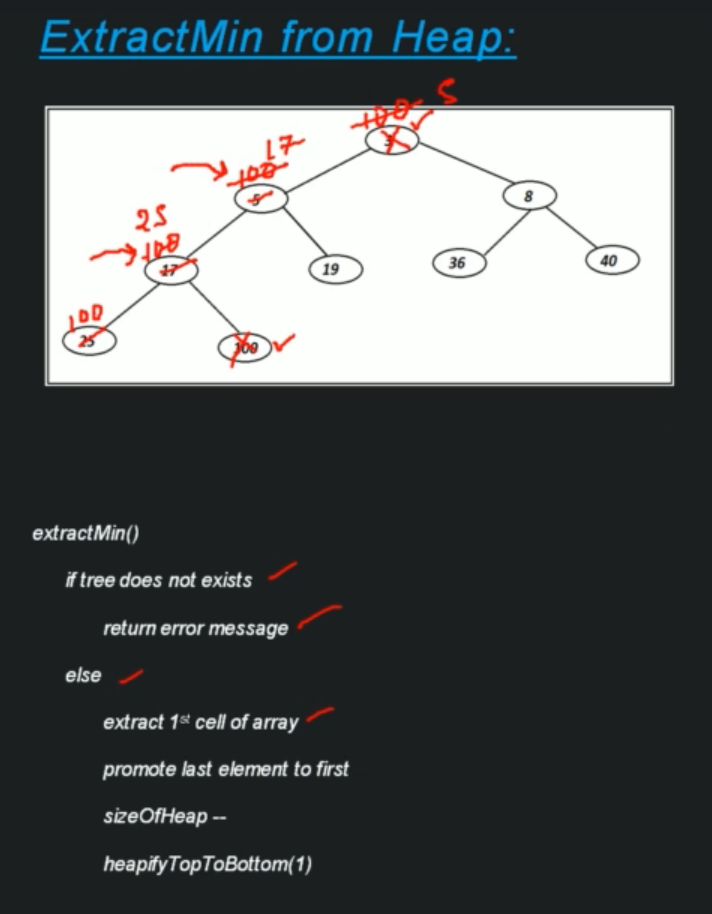 ExtractMin from Heap:
100 5
3
17
100
5
8
25
100
17
19
36
40
100
25
100
extractMin()
if tree does not exists
return error message
else
extract 1st cell of array
promote last element to first
sizeOfHeap --
heapifyTopToBottom(1)